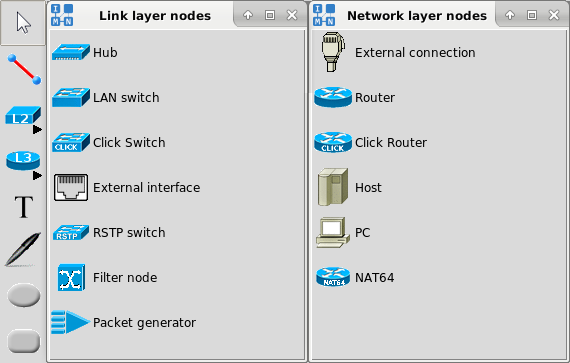 Link layer nodes
Hub
LAN switch
CLICK Click Switch
External interface
RSTP RSTP switch
Filter node
Packet generator
Network layer nodes
External connection
Router
CLICK Click Router
Host
PC
NAT64 NAT64
L2
L3
T
I M
U N
I M
U N